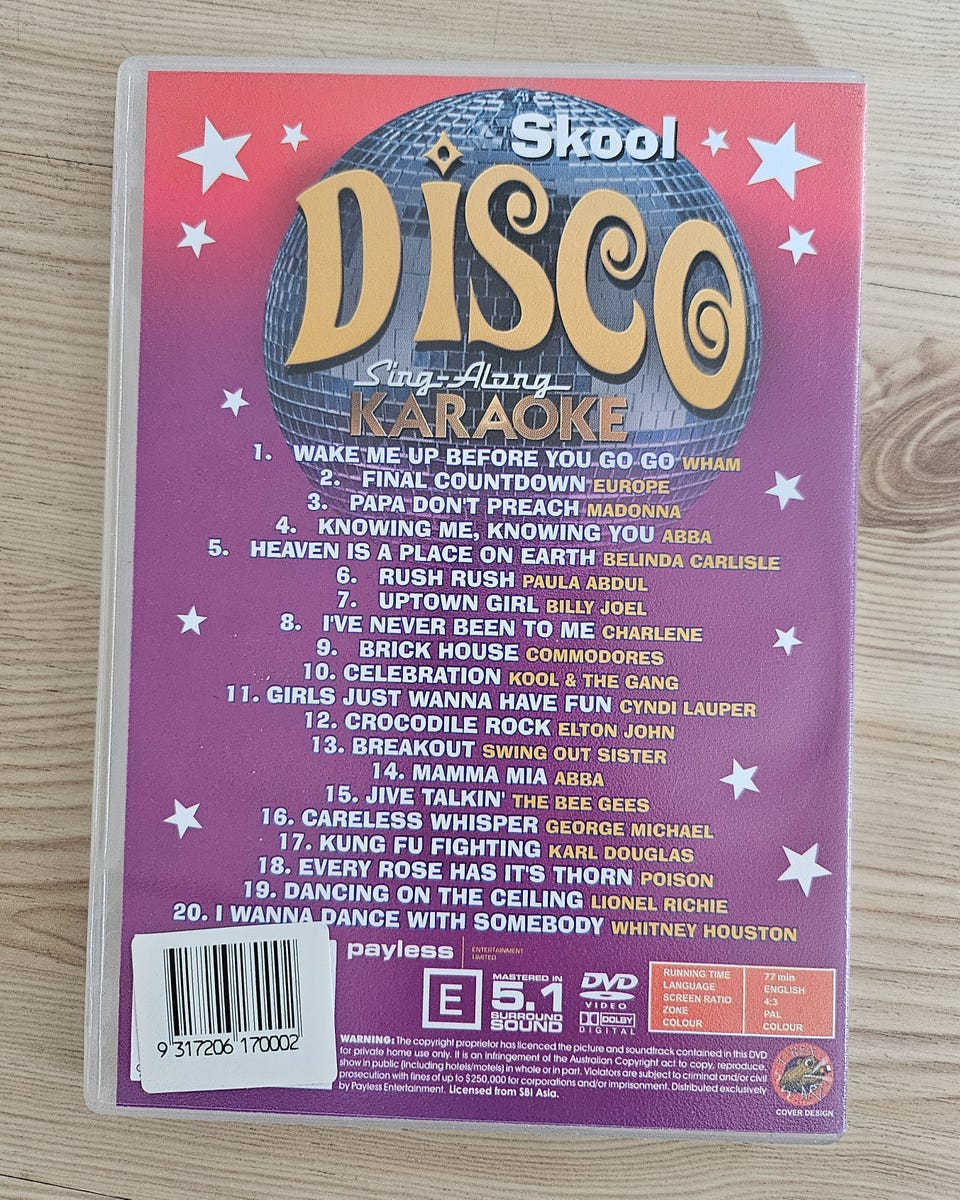 Skool
DiSCO
Sing-Along
KARAOKE
1. WAKE ME UP BEFORE YOU GO GO WHAM
2. FINAL COUNTDOWN EUROPE
3. PAPA DON'T PREACH MADONNA
4. KNOWING ME, KNOWING YOU ABBA
5. HEAVEN IS A PLACE ON EARTH BELINDA CARLISLE
6. RUSH RUSH PAULA ABDUL
7. UPTOWN GIRL BILLY JOEL
8. I'VE NEVER BEEN TO ME CHARLENE
9. BRICK HOUSE COMMODORES
10. CELEBRATION KOOL & THE GANG
11. GIRLS JUST WANNA HAVE FUN CYNDI LAUPER
12. CROCODILE ROCK ELTON JOHN
13. BREAKOUT SWING OUT SISTER
14. MAMMA MIA ABBA
15. JIVE TALKIN' THE BEE GEES
16. CARELESS WHISPER GEORGE MICHAEL
17. KUNG FU FIGHTING KARL DOUGLAS
18. EVERY ROSE HAS IT'S THORN POISON
19. DANCING ON THE CEILING LIONEL RICHIE
20. I WANNA DANCE WITH SOMEBODY WHITNEY HOUSTON
payless ENTERTAINMENT
LIMITED
E
MASTERED IN
5.1
SURROUND
SOUND
DVD
VIDEO
DOLBY
DIGITAL
RUNNING TIME 77 min
LANGUAGE ENGLISH
SCREEN RATIO 4:3
ZONE PAL
COLOUR COLOUR
9 317206 170002
WARNING: The copyright proprietor has licenced the picture and soundtrack contained in this DVD
for private home use only. It is an infringement of the Australian Copyright act to copy, reproduce,
show in public (including hotels/motels) in whole or in part. Violators are subject to criminal and/or civil
prosecution with fines of up to $250,000 for corporations and/or imprisonment. Distributed exclusively
by Payless Entertainment. Licensed from SBI Asia.
COVER DESIGN